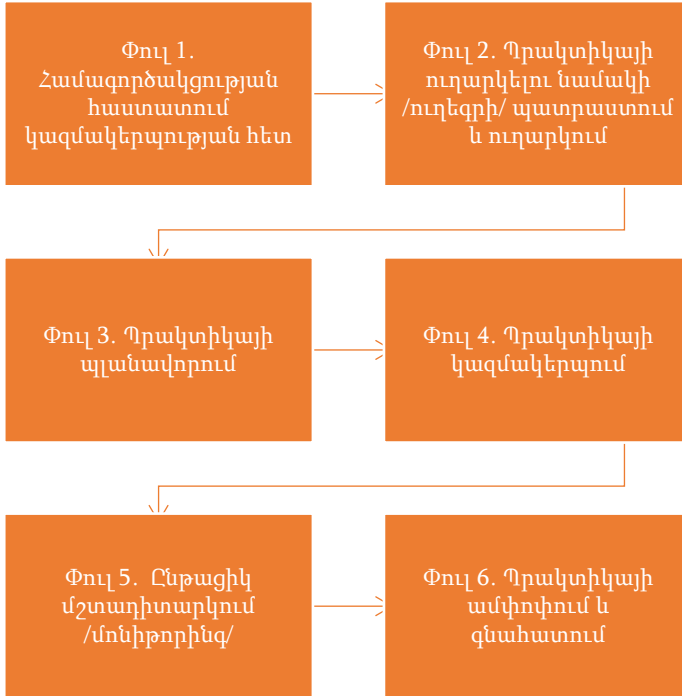 Փուլ 1.
Համագործակցության
հաստատում
կազմակերպության հետ
Փուլ 2. Պրակտիկայի
ուղարկելու նամակի
/ուղեգրի/ պատրաստում
և ուղարկում
Փուլ 3. Պրակտիկայի
պլանավորում
Փուլ 4. Պրակտիկայի
կազմակերպում
Փուլ 5. Ընթացիկ
մշտադիտարկում
/մոնիթորինգ/
Փուլ 6. Պրակտիկայի
ամփոփում և
գնահատում